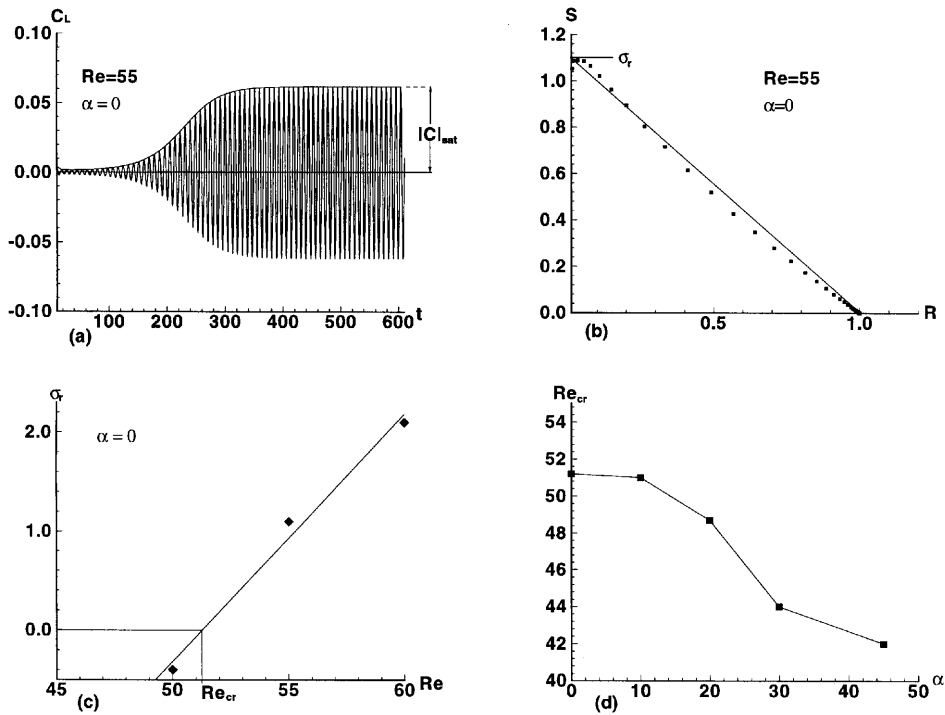 C_L
0.10
Re=55
α = 0
0.05
|C|_sat
0.00
-0.05
-0.10
100 200 300 400 500 600 t
(a)
S
1.2
σ_r
1.0
Re=55
α=0
0.8
0.6
0.4
0.2
0.0
0.5 1.0 R
(b)
σ_r
2.0
α = 0
1.0
0.0
45 50 Re_cr 55 60 Re
(c)
Re_cr
54
52
50
48
46
44
42
40
0 10 20 30 40 50 α
(d)